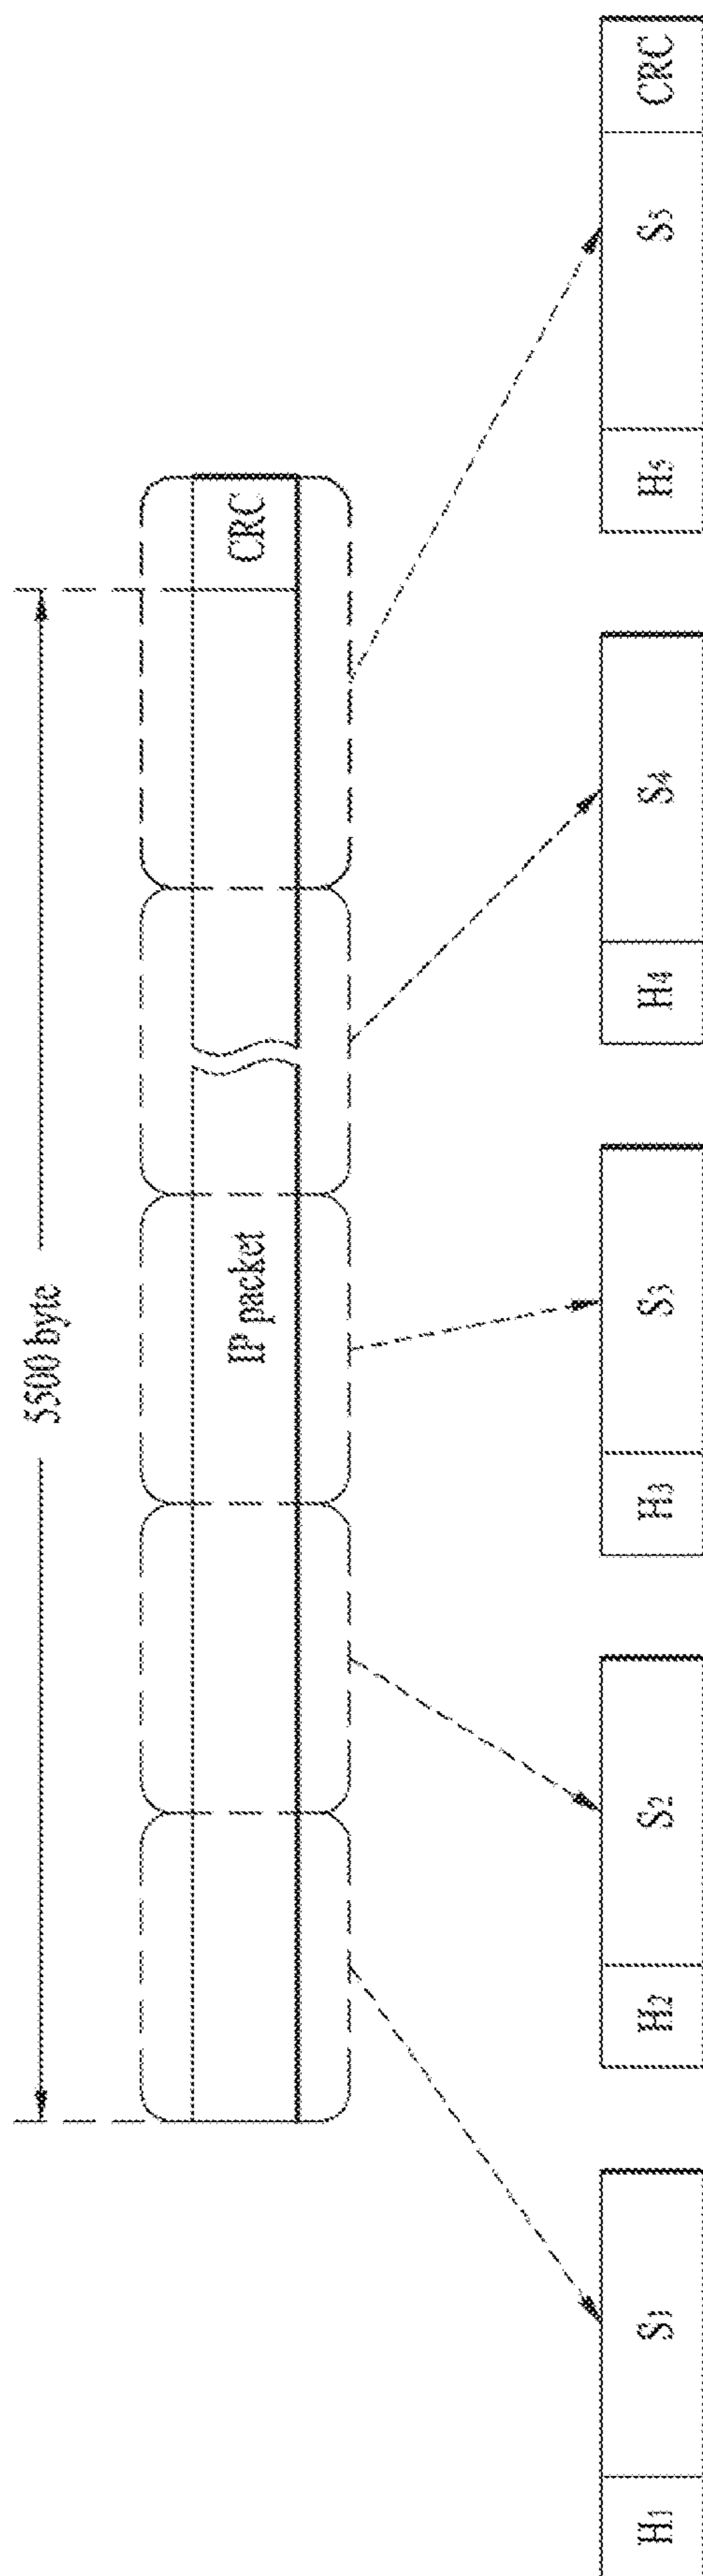 5500 byte
IP packet
CRC
H1 S1
H2 S2
H3 S3
H4 S4
H5 S5 CRC